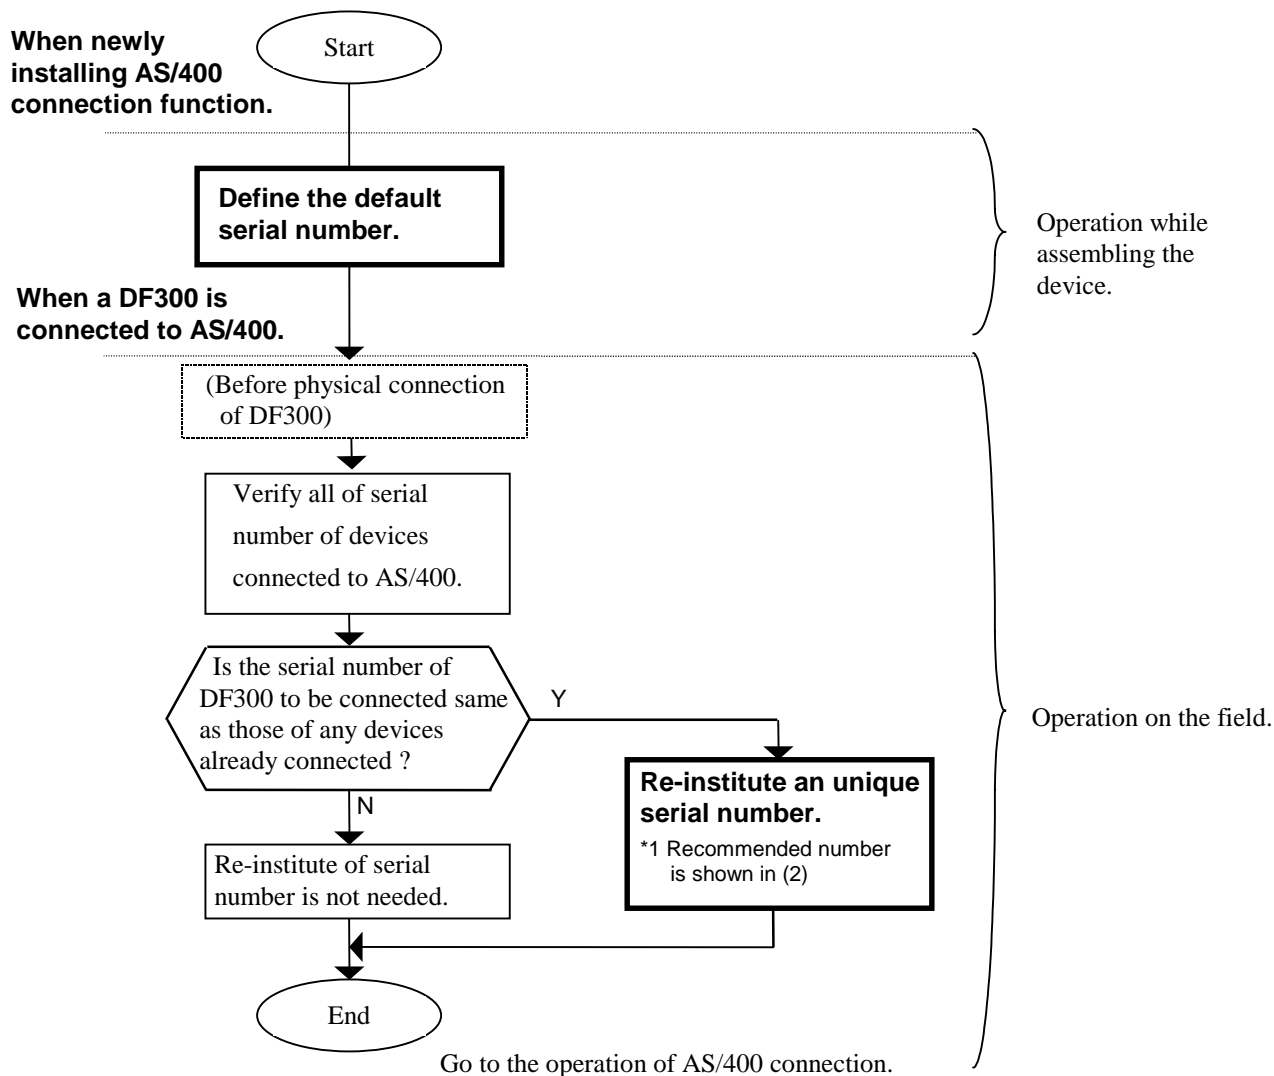 When newly
installing AS/400
connection function.
Start
Define the default
serial number.
Operation while
assembling the
device.
When a DF300 is
connected to AS/400.
(Before physical connection
of DF300)
Verify all of serial
number of devices
connected to AS/400.
Is the serial number of
DF300 to be connected same
as those of any devices
already connected ?
Y
N
Operation on the field.
Re-institute an unique
serial number.
*1 Recommended number
is shown in (2)
Re-institute of serial
number is not needed.
End
Go to the operation of AS/400 connection.